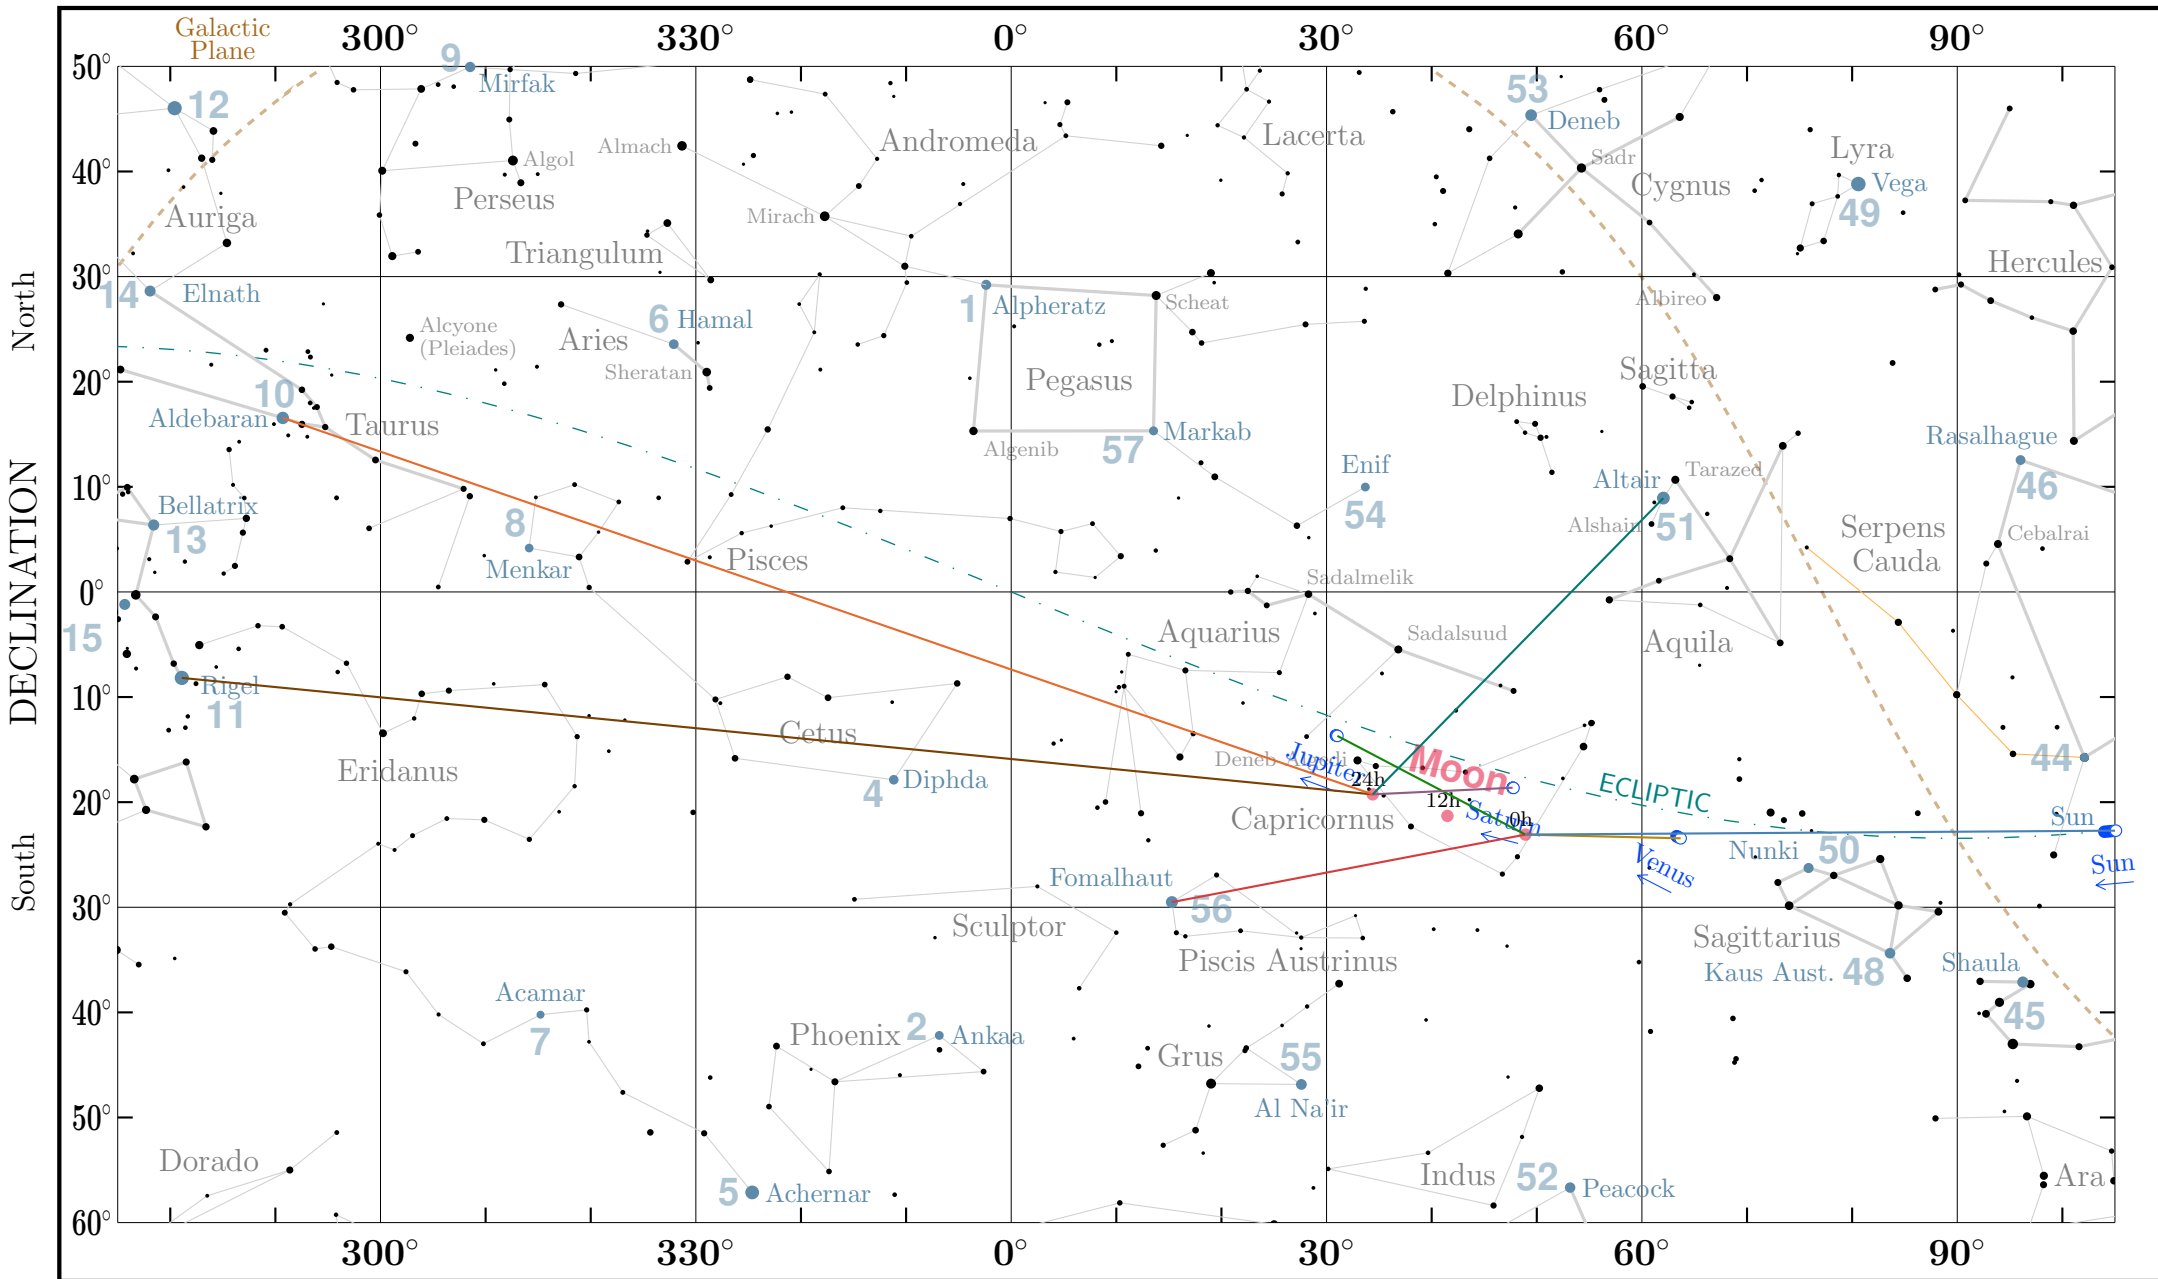 Galactic
Plane
300°
330°
0°
30°
60°
90°
50°
9
Mirfak
12
53
Deneb
Andromeda
Lacerta
Almach
Algol
Sadr
Lyra
40°
Perseus
Cygnus
Vega
Auriga
Mirach
49
Triangulum
Hercules
30°
14
Elnath
1
Alpheratz
Scheat
Albireo
6
Hamal
Alcyone
(Pleiades)
Aries
Sheratan
Pegasus
Sagitta
20°
10
Delphinus
Aldebaran
Taurus
57
Markab
Rasalhague
Algenib
Enif
Tarazed
Altair
46
10°
Bellatrix
8
54
Alshain
51
Serpens
Cauda
Cebalrai
13
Menkar
Pisces
Sadalmelik
0°
15
Aquarius
Sadalsuud
Aquila
Rigel
10°
11
Cetus
Eridanus
Deneb
Jupiter
Moon
24h
44
Diphda
4
ECLIPTIC
20°
Capricornus
12h
Saturn
0h
Sun
Nunki
50
Venus
Sun
Fomalhaut
56
30°
Sculptor
Piscis Austrinus
Sagittarius
Kaus Aust.
48
Shaula
Acamar
45
40°
7
Phoenix
2
Ankaa
Grus
55
Al Na'ir
50°
Dorado
5
Achernar
Indus
52
Peacock
Ara
60°
300°
330°
0°
30°
60°
90°
North
DECLINATION
South